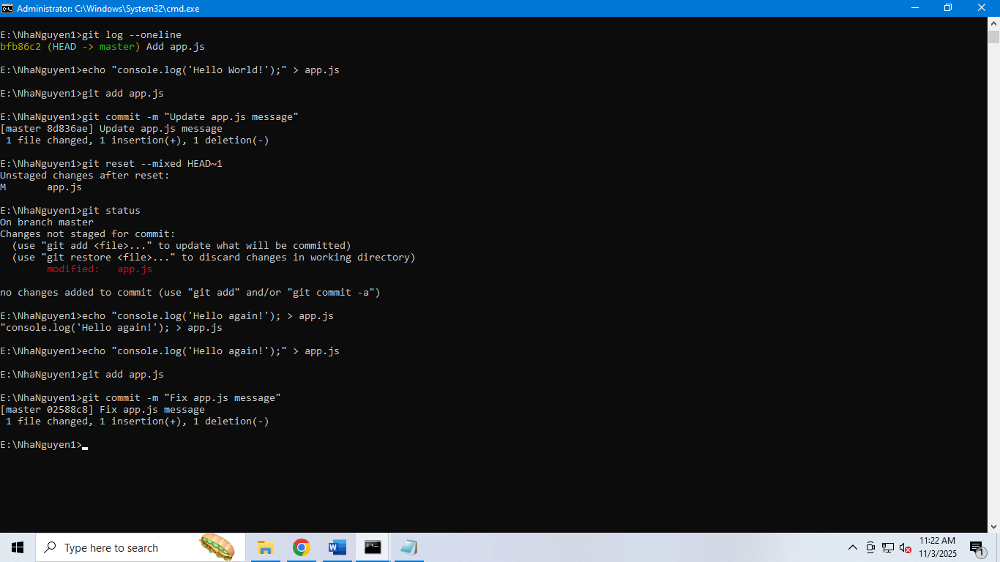 Administrator: C:\Windows\System32\cmd.exe
E:\NhaNguyen1>git log --oneline
bfb86c2 (HEAD -> master) Add app.js
E:\NhaNguyen1>echo "console.log('Hello World!');" > app.js
E:\NhaNguyen1>git add app.js
E:\NhaNguyen1>git commit -m "Update app.js message"
[master 8d836ae] Update app.js message
 1 file changed, 1 insertion(+), 1 deletion(-)
E:\NhaNguyen1>git reset --mixed HEAD~1
Unstaged changes after reset:
M       app.js
E:\NhaNguyen1>git status
On branch master
Changes not staged for commit:
  (use "git add <file>..." to update what will be committed)
  (use "git restore <file>..." to discard changes in working directory)
        modified:   app.js
no changes added to commit (use "git add" and/or "git commit -a")
E:\NhaNguyen1>echo "console.log('Hello again!'); > app.js
"console.log('Hello again!'); > app.js
E:\NhaNguyen1>echo "console.log('Hello again!');" > app.js
E:\NhaNguyen1>git add app.js
E:\NhaNguyen1>git commit -m "Fix app.js message"
[master 02588c8] Fix app.js message
 1 file changed, 1 insertion(+), 1 deletion(-)
E:\NhaNguyen1>
Type here to search
11:22 AM
11/3/2025
1